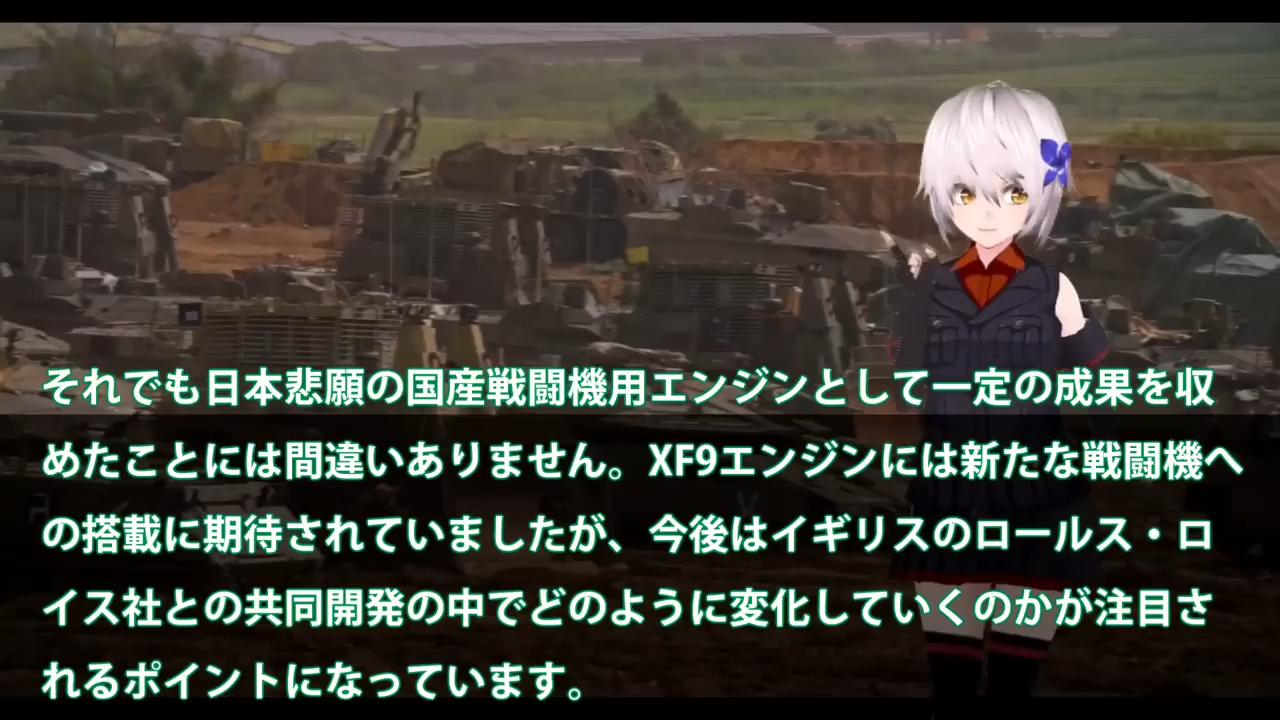 それでも日本悲願の国産戦闘機用エンジンとして一定の成果を収
めたことには間違いありません。XF9エンジンには新たな戦闘機へ
の搭載に期待されていましたが、今後はイギリスのロールス・ロ
イス社との共同開発の中でどのように変化していくのかが注目さ
れるポイントになっています。